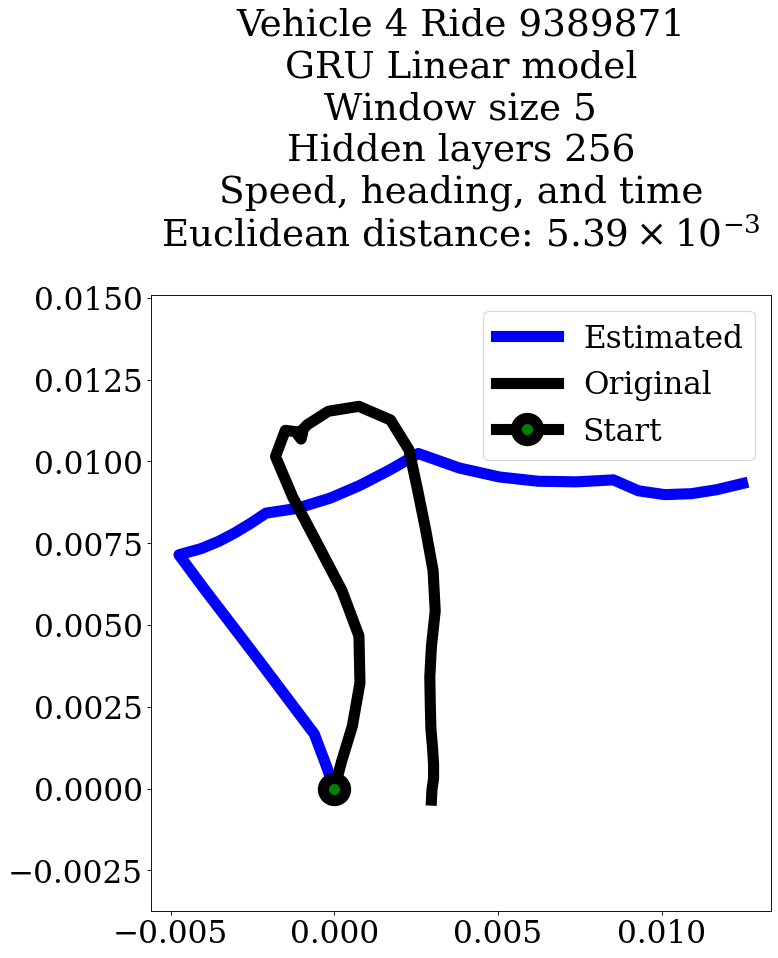 Vehicle 4 Ride 9389871
GRU Linear model
Window size 5
Hidden layers 256
Speed, heading, and time
Euclidean distance: 5.39 × 10⁻³
0.0150
0.0125
0.0100
0.0075
0.0050
0.0025
0.0000
−0.0025
Estimated
Original
Start
−0.005 0.000 0.005 0.010